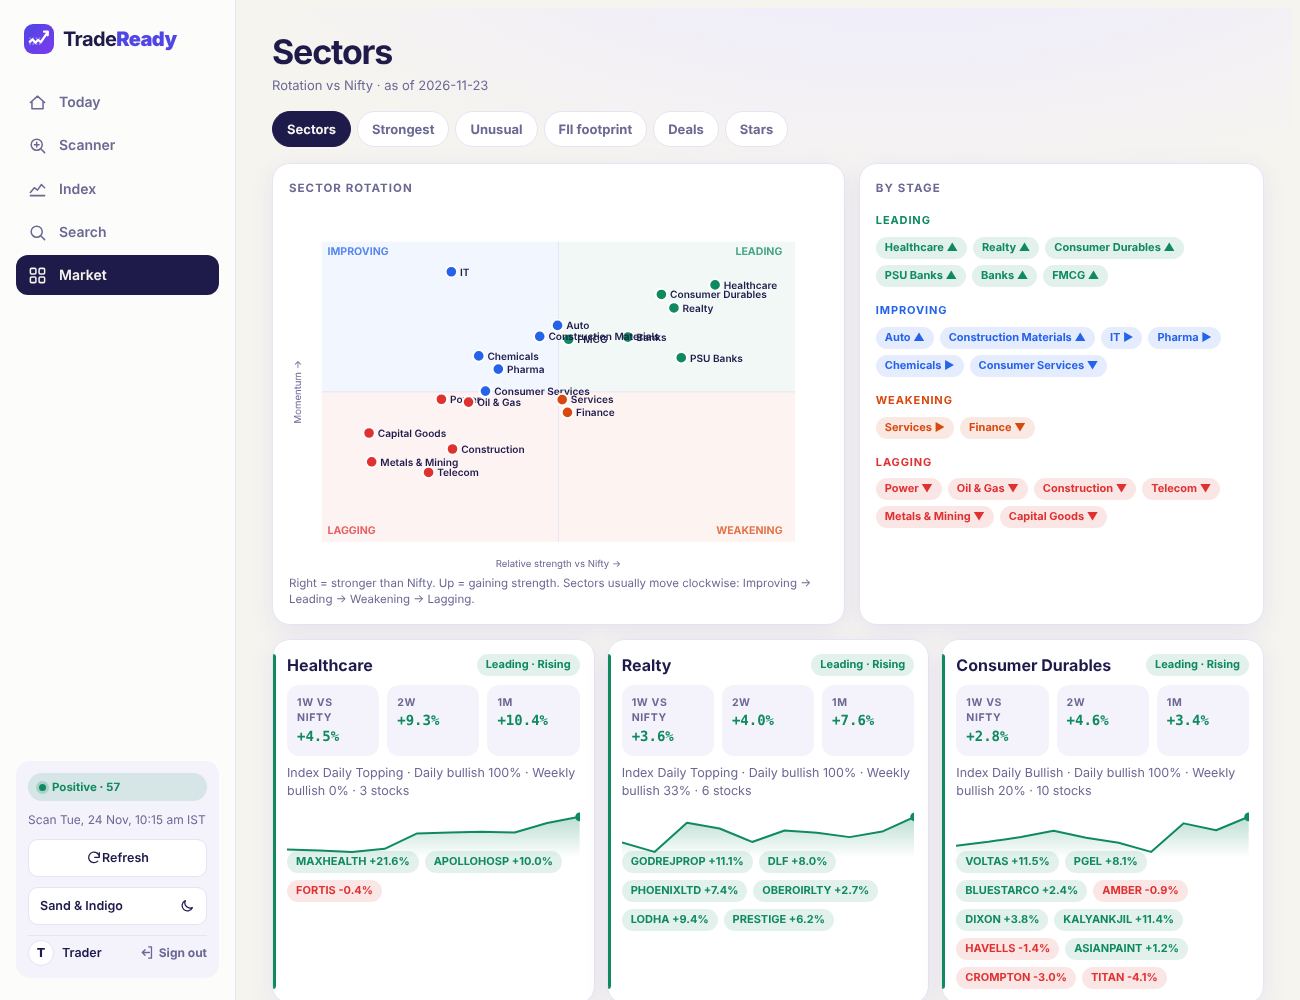 TradeReady
Today
Scanner
Index
Search
Market
Positive · 57
Scan Tue, 24 Nov, 10:15 am IST
Refresh
Sand & Indigo
T Trader Sign out
Sectors
Rotation vs Nifty · as of 2026-11-23
Sectors Strongest Unusual FII footprint Deals Stars
SECTOR ROTATION
IMPROVING LEADING
IT
Healthcare
Consumer Durables
Realty
Auto
Construction Materials
FMCG Banks
Chemicals
PSU Banks
Pharma
Consumer Services
Power
Oil & Gas
Services
Finance
Capital Goods
Construction
Metals & Mining
Telecom
LAGGING WEAKENING
Momentum →
Relative strength vs Nifty →
Right = stronger than Nifty. Up = gaining strength. Sectors usually move clockwise: Improving →
Leading → Weakening → Lagging.
BY STAGE
LEADING
Healthcare ▲ Realty ▲ Consumer Durables ▲
PSU Banks ▲ Banks ▲ FMCG ▲
IMPROVING
Auto ▲ Construction Materials ▲ IT ▶ Pharma ▶
Chemicals ▶ Consumer Services ▼
WEAKENING
Services ▶ Finance ▼
LAGGING
Power ▼ Oil & Gas ▼ Construction ▼ Telecom ▼
Metals & Mining ▼ Capital Goods ▼
Healthcare Leading · Rising
1W VS
NIFTY
+4.5%
2W
+9.3%
1M
+10.4%
Index Daily Topping · Daily bullish 100% · Weekly
bullish 0% · 3 stocks
MAXHEALTH +21.6% APOLLOHOSP +10.0%
FORTIS -0.4%
Realty Leading · Rising
1W VS
NIFTY
+3.6%
2W
+4.0%
1M
+7.6%
Index Daily Topping · Daily bullish 100% · Weekly
bullish 33% · 6 stocks
GODREJPROP +11.1% DLF +8.0%
PHOENIXLTD +7.4% OBEROIRLTY +2.7%
LODHA +9.4% PRESTIGE +6.2%
Consumer Durables Leading · Rising
1W VS
NIFTY
+2.8%
2W
+4.6%
1M
+3.4%
Index Daily Bullish · Daily bullish 100% · Weekly
bullish 20% · 10 stocks
VOLTAS +11.5% PGEL +8.1%
BLUESTARCO +2.4% AMBER -0.9%
DIXON +3.8% KALYANKJIL +11.4%
HAVELLS -1.4% ASIANPAINT +1.2%
CROMPTON -3.0% TITAN -4.1%